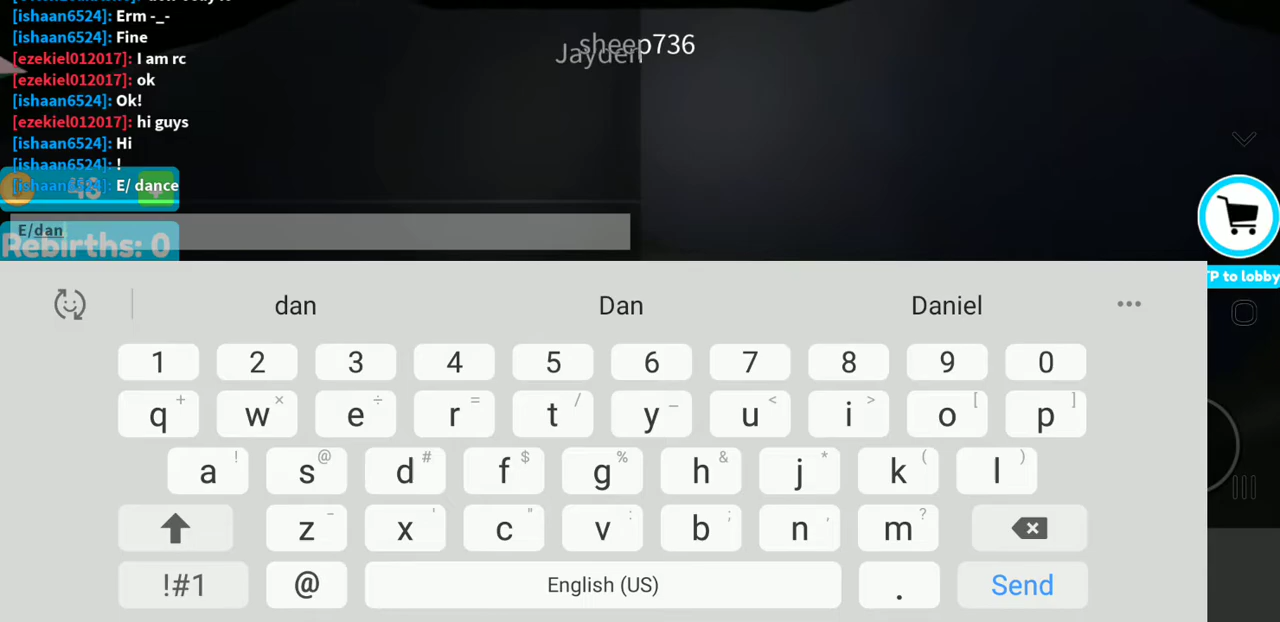 [ishaan6524]: Erm -_-
[ishaan6524]: Fine
[ezekiel012017]: I am rc
[ezekiel012017]: ok
[ishaan6524]: Ok!
[ezekiel012017]: hi guys
[ishaan6524]: Hi
[ishaan6524]: !
[ishaan6524]: E/ dance
sheep736
Jayden
E/dan
Rebirths: 0
TP to lobby
dan Dan Daniel
1 2 3 4 5 6 7 8 9 0
q + w × e ÷ r = t / y _ u < i > o [ p ]
a ! s @ d # f $ g % h & j * k ( l )
z - x ' c " v : b ; n , m ?
!#1 @ English (US) . Send